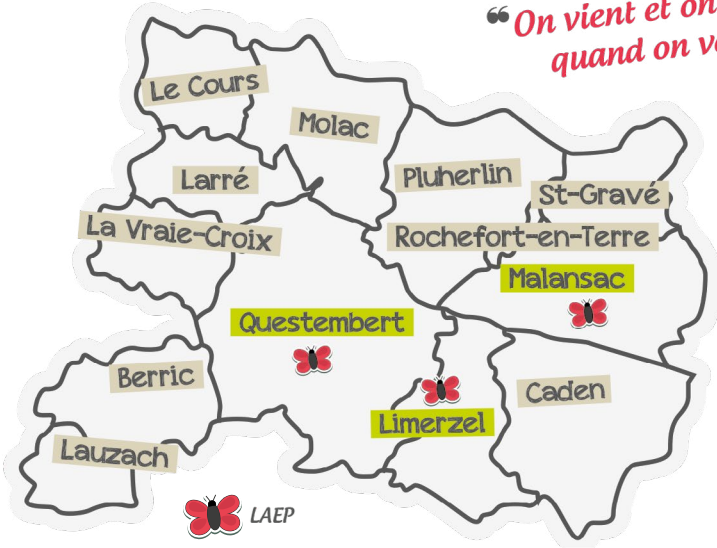 “On vient et on
quand on
Le Cours
Molac
Larré
Pluherlin
St-Gravé
La Vraie-Croix
Rochefort-en-Terre
Malansac
Questembert
Berric
Caden
Limerzel
Lauzach
LAEP